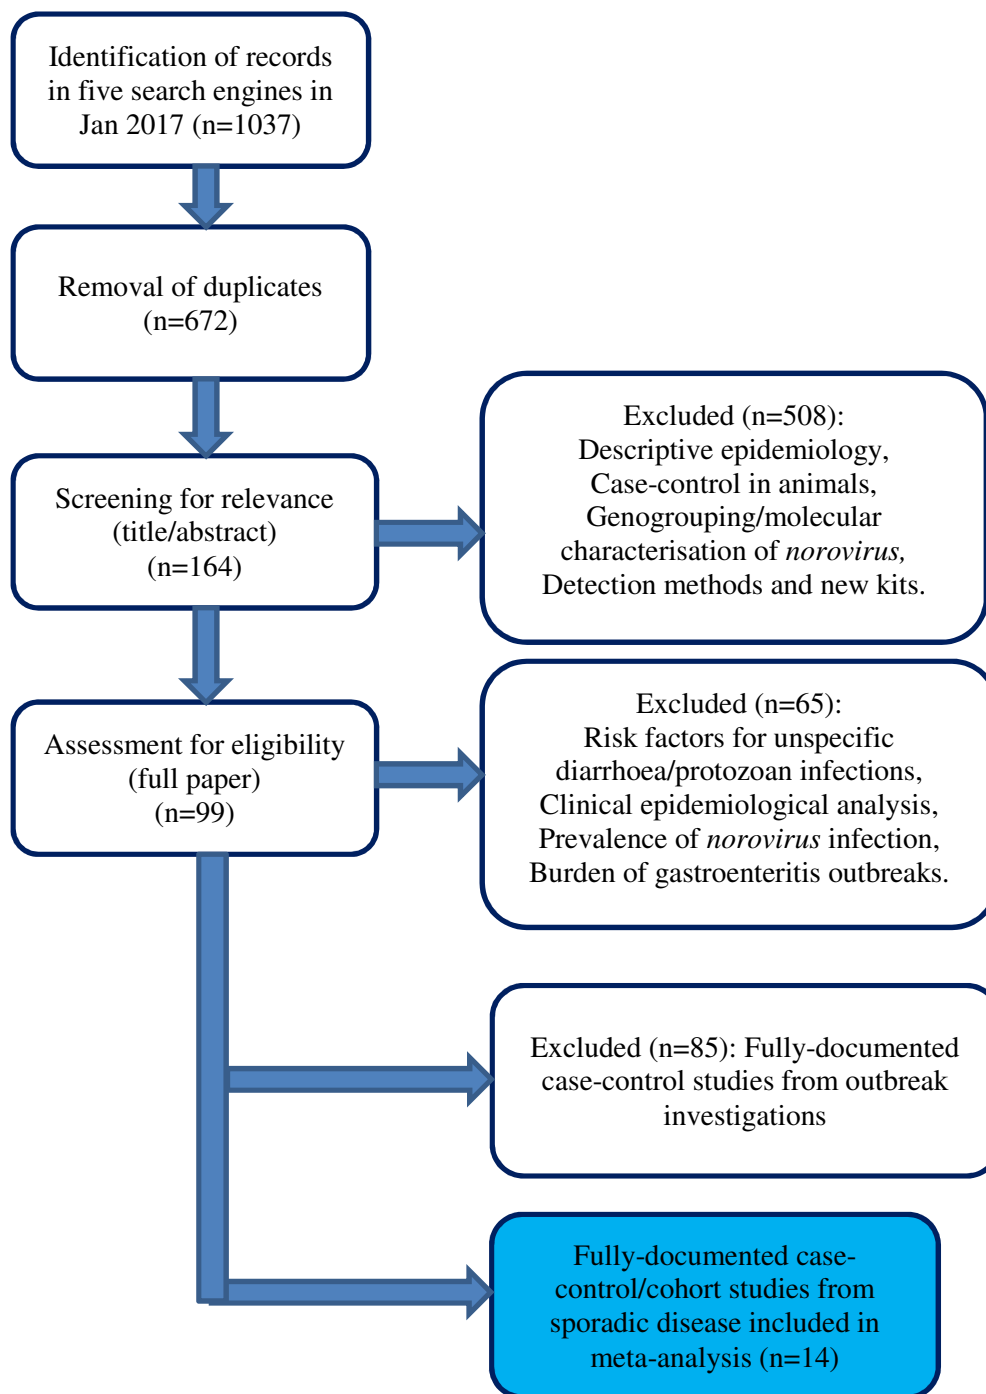 Identification of records
in five search engines in
Jan 2017 (n=1037)
Removal of duplicates
(n=672)
Screening for relevance
(title/abstract)
(n=164)
Excluded (n=508):
Descriptive epidemiology,
Case-control in animals,
Genogrouping/molecular
characterisation of norovirus,
Detection methods and new kits.
Assessment for eligibility
(full paper)
(n=99)
Excluded (n=65):
Risk factors for unspecific
diarrhoea/protozoan infections,
Clinical epidemiological analysis,
Prevalence of norovirus infection,
Burden of gastroenteritis outbreaks.
Excluded (n=85): Fully-documented
case-control studies from outbreak
investigations
Fully-documented case-
control/cohort studies from
sporadic disease included in
meta-analysis (n=14)